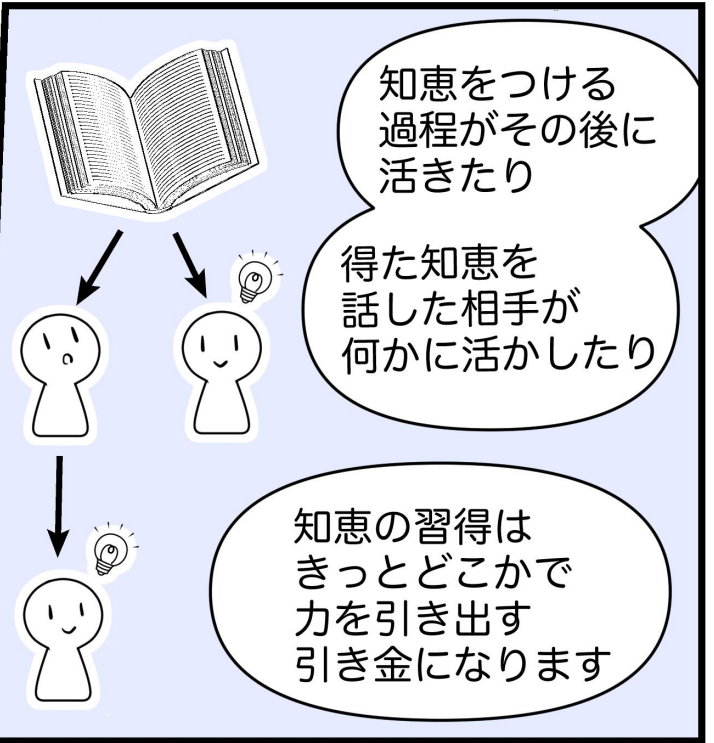 知恵をつける
過程がその後に
活きたり
得た知恵を
話した相手が
何かに活かしたり
知恵の習得は
きっとどこかで
力を引き出す
引き金になります